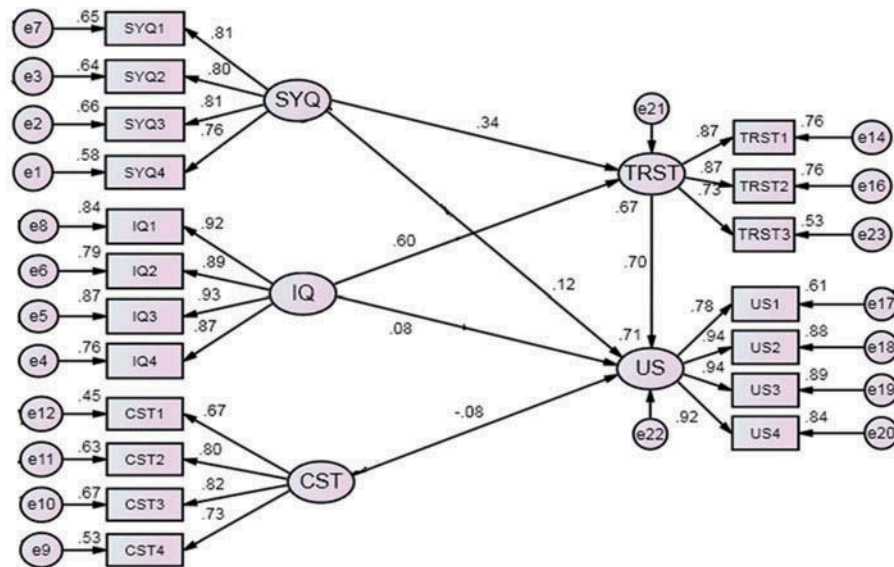 e7 .65 SYQ1 .81
e3 .64 SYQ2 .80
e2 .66 SYQ3 .81
e1 .58 SYQ4 .76
SYQ
.34
.12
e8 .84 IQ1 .92
e6 .79 IQ2 .89
e5 .87 IQ3 .93
e4 .76 IQ4 .87
IQ
.60
.08
e12 .45 CST1 .67
e11 .63 CST2 .80
e10 .67 CST3 .82
e9 .53 CST4 .73
CST
-.08
e21
TRST
.67
.87 TRST1 .76 e14
.87 TRST2 .76 e16
.73 TRST3 .53 e23
.70
.71
US
e22
.78 US1 .61 e17
.94 US2 .88 e18
.94 US3 .89 e19
.92 US4 .84 e20